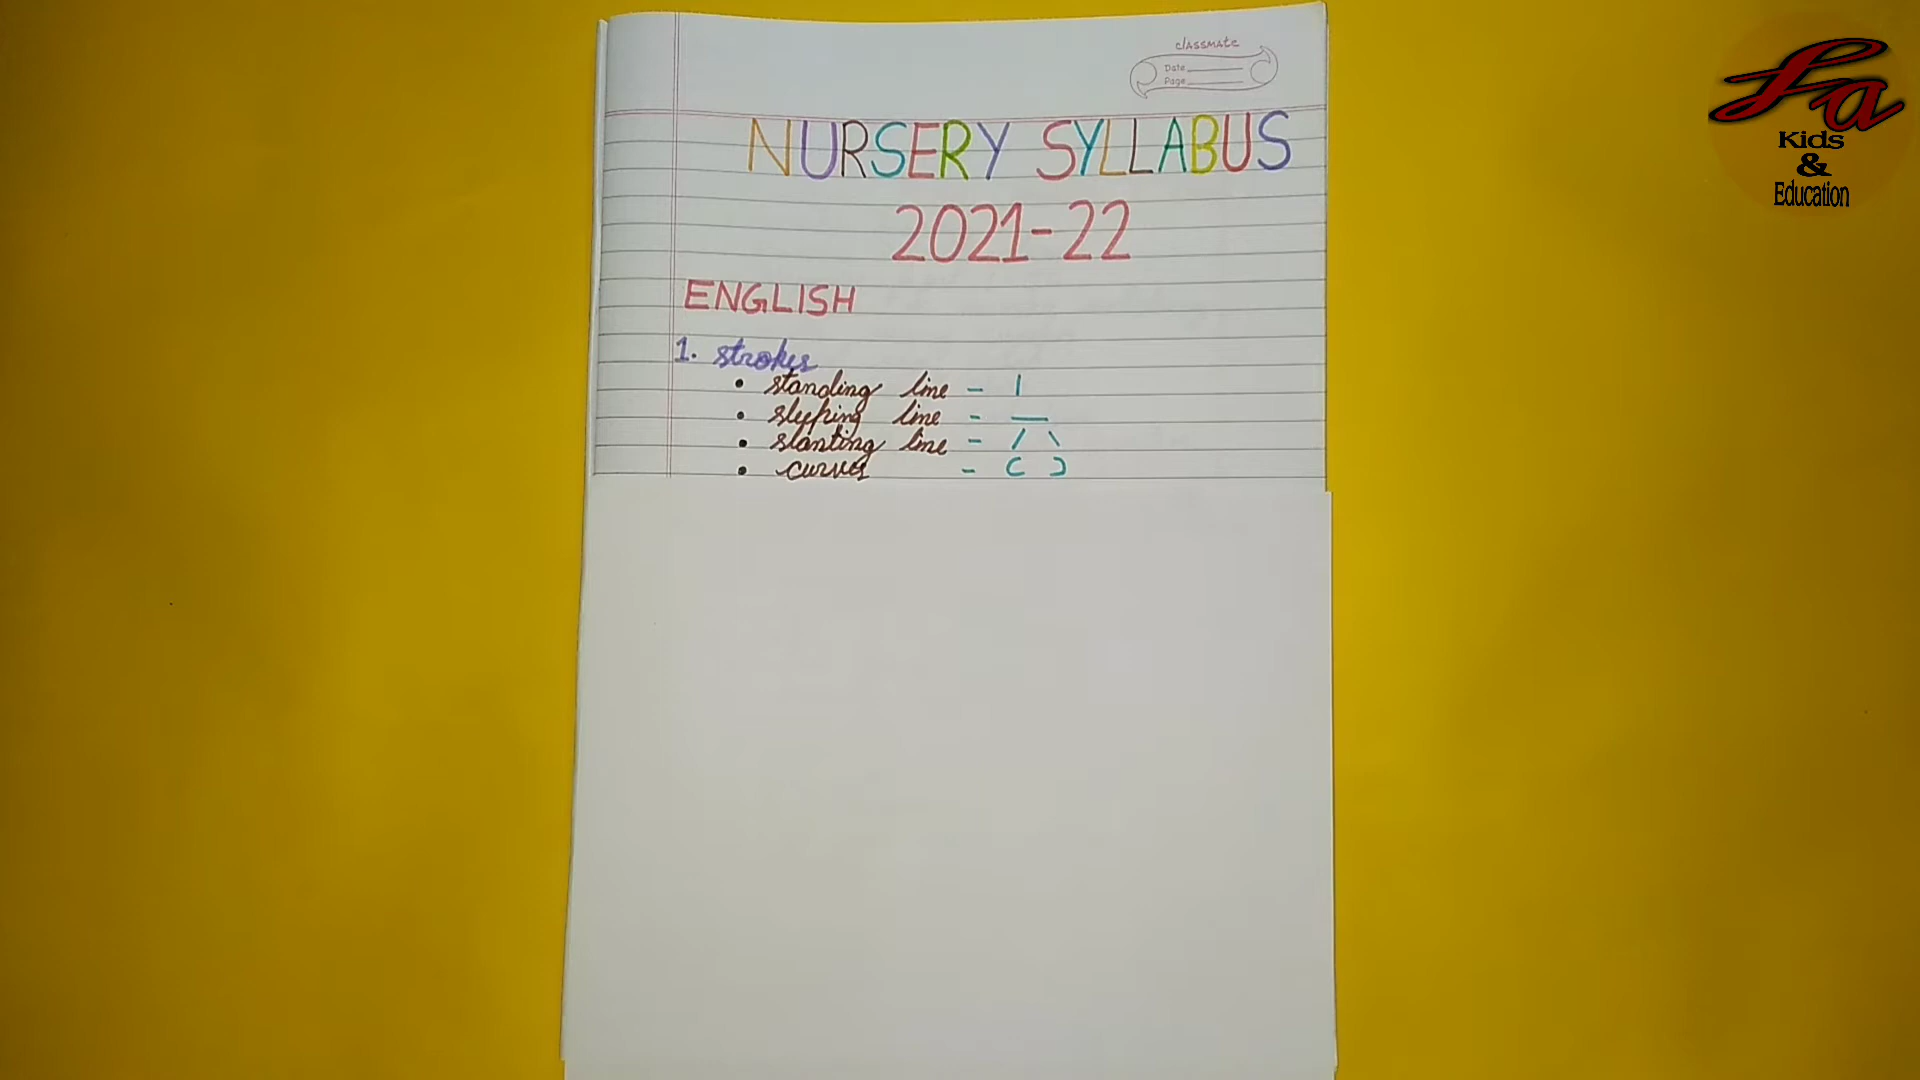 classmate
Date
Page
NURSERY SYLLABUS
2021-22
ENGLISH
1. strokes
• standing line - |
• sleeping line - —
• slanting line - / \
• curves - ( )
La
Kids
&
Education